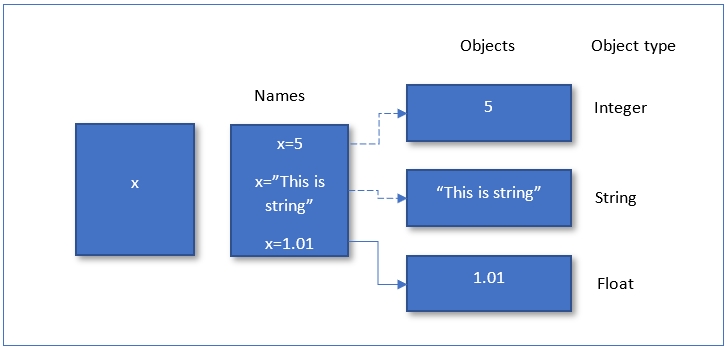 Objects
Object type
Names
5
Integer
x=5
x
x=”This is
string”
“This is string”
String
x=1.01
1.01
Float